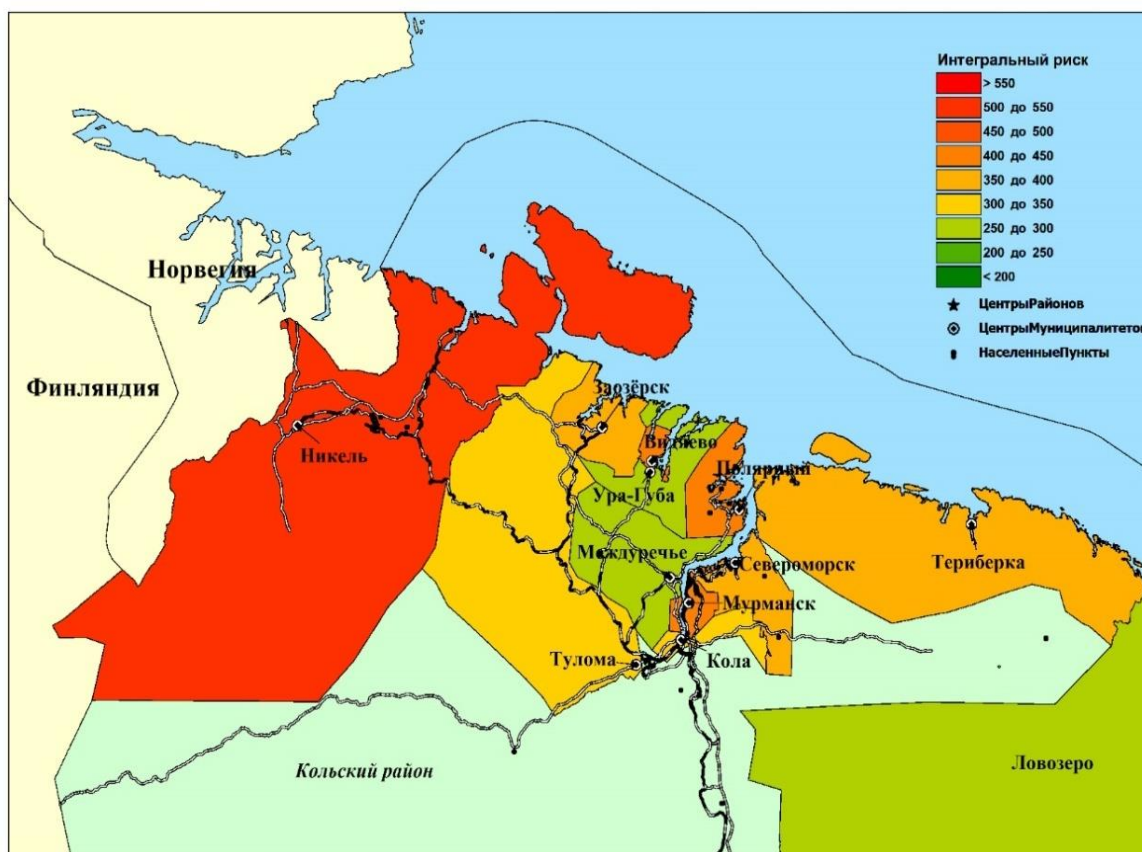 Интегральный риск
> 550
500 до 550
450 до 500
400 до 450
350 до 400
300 до 350
250 до 300
200 до 250
< 200
ЦентрыРайонов
ЦентрыМуниципалитетов
НаселенныеПункты
Норвегия
Финляндия
Заозёрск
Видяево
Никель
Полярный
Ура-Губа
Междуречье
Североморск
Териберка
Мурманск
Тулома
Кола
Кольский район
Ловозеро